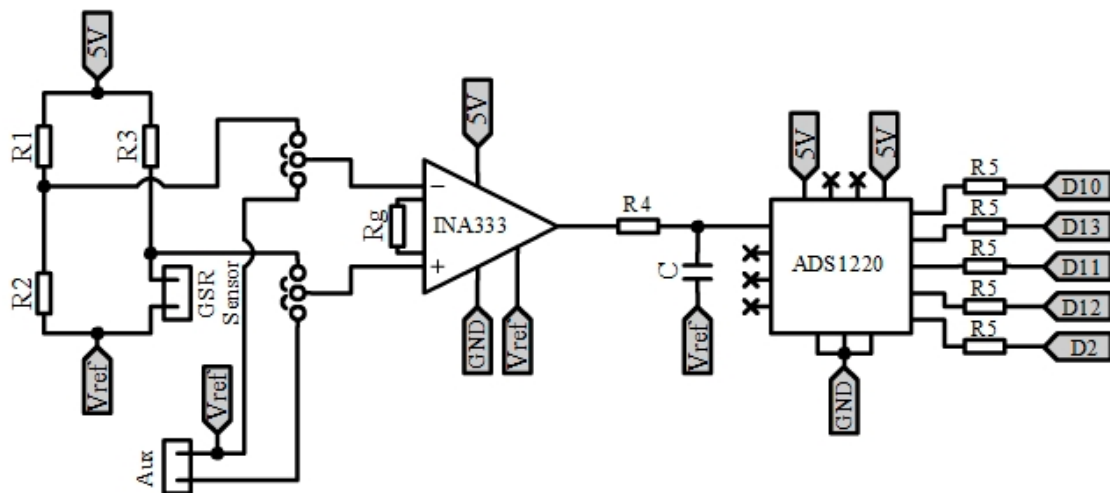 5V
R1
R3
R2
GSR
Sensor
Vref
Vref
Aux
5V
−
Rg
INA333
+
GND
Vref
R4
C
Vref
5V
5V
ADS1220
GND
R5
D10
R5
D13
R5
D11
R5
D12
R5
D2